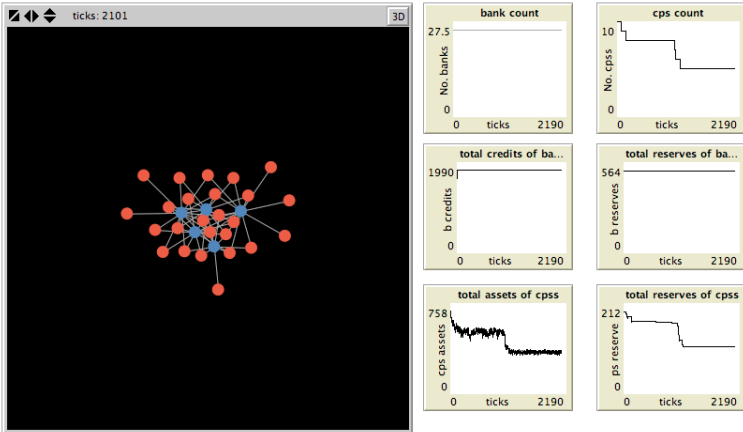 ticks: 2101
3D
bank count
27.5
No. banks
0
0 ticks 2190
cps count
10
No. cpss
0
0 ticks 2190
total credits of ba...
1990
b credits
0
0 ticks 2190
total reserves of ba...
564
b reserves
0
0 ticks 2190
total assets of cpss
758
cps assets
0
0 ticks 2190
total reserves of cpss
212
ps reserve
0
0 ticks 2190